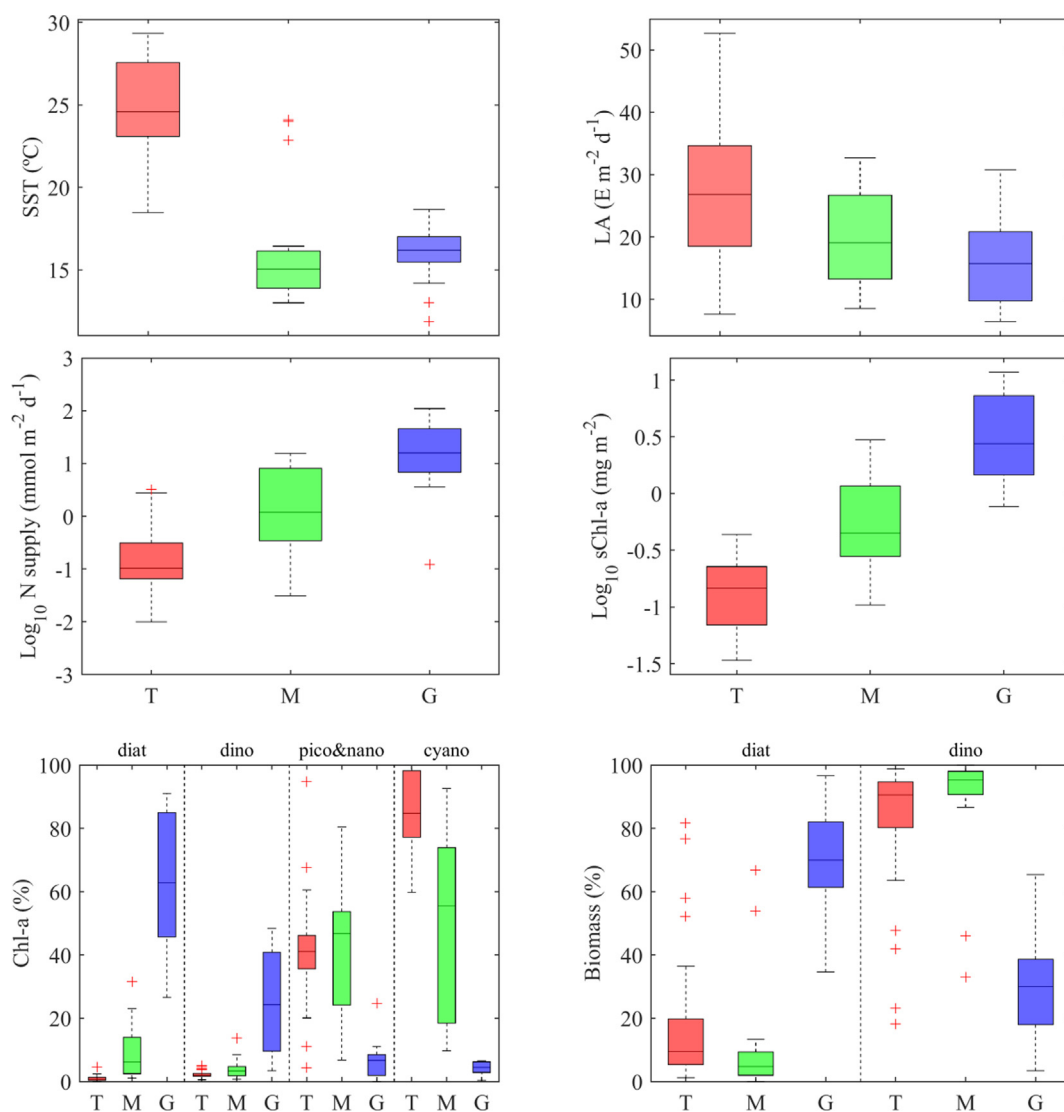 30
25
20
15
SST (ºC)
50
40
30
20
10
LA (E m⁻² d⁻¹)
3
2
1
0
-1
-2
-3
Log₁₀ N supply (mmol m⁻² d⁻¹)
T M G
1
0.5
0
-0.5
-1
-1.5
Log₁₀ sChl-a (mg m⁻²)
T M G
diat dino pico&nano cyano
100
80
60
40
20
0
Chl-a (%)
T M G T M G T M G T M G
diat dino
100
80
60
40
20
0
Biomass (%)
T M G T M G